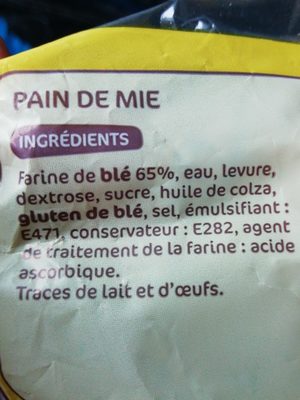 PAIN DE MIE
INGRÉDIENTS
Farine de blé 65%, eau, levure,
dextrose, sucre, huile de colza,
gluten de blé, sel, émulsifiant :
E471, conservateur : E282, agent
de traitement de la farine : acide
ascorbique.
Traces de lait et d'œufs.